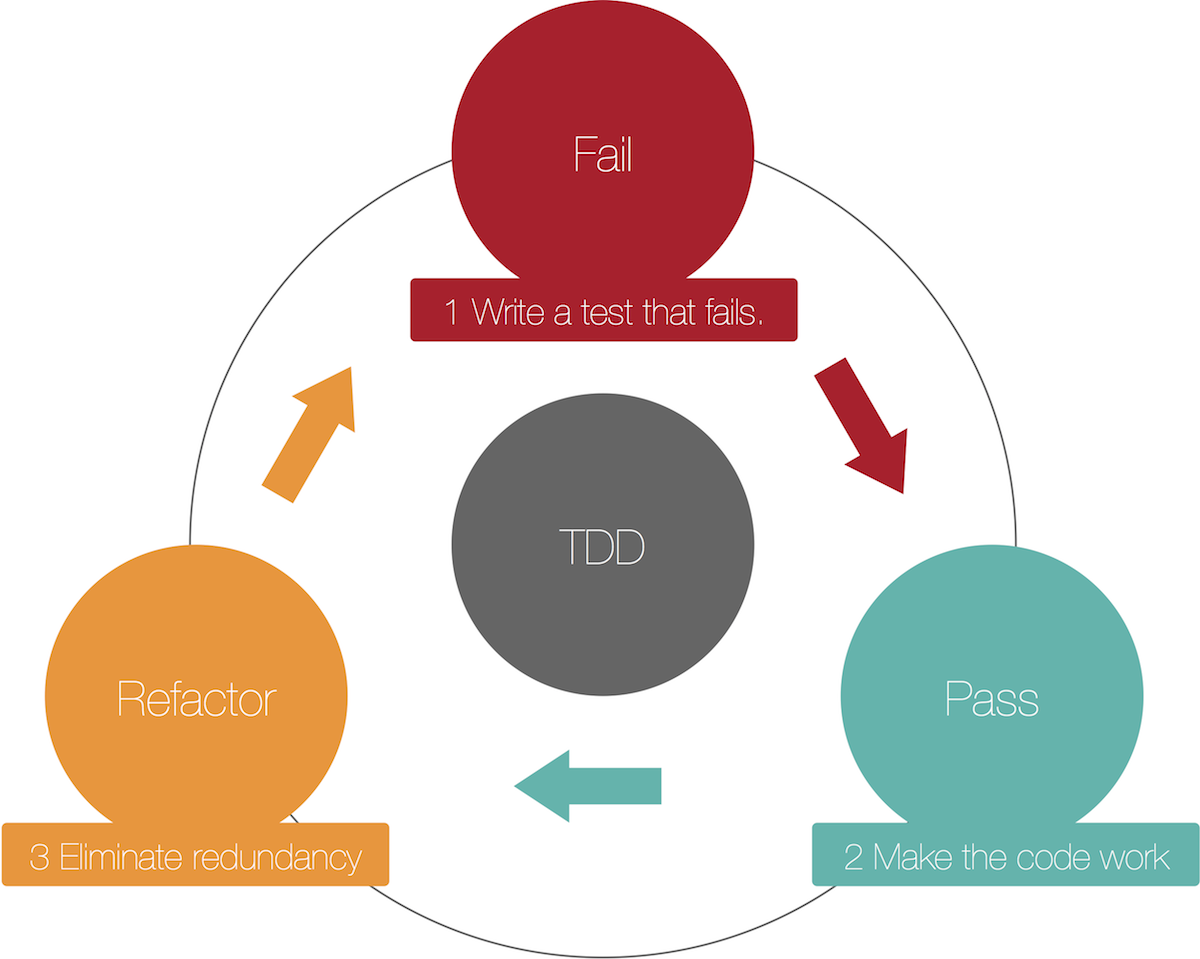 Fail
1 Write a test that fails.
TDD
Refactor
Pass
3 Eliminate redundancy
2 Make the code work